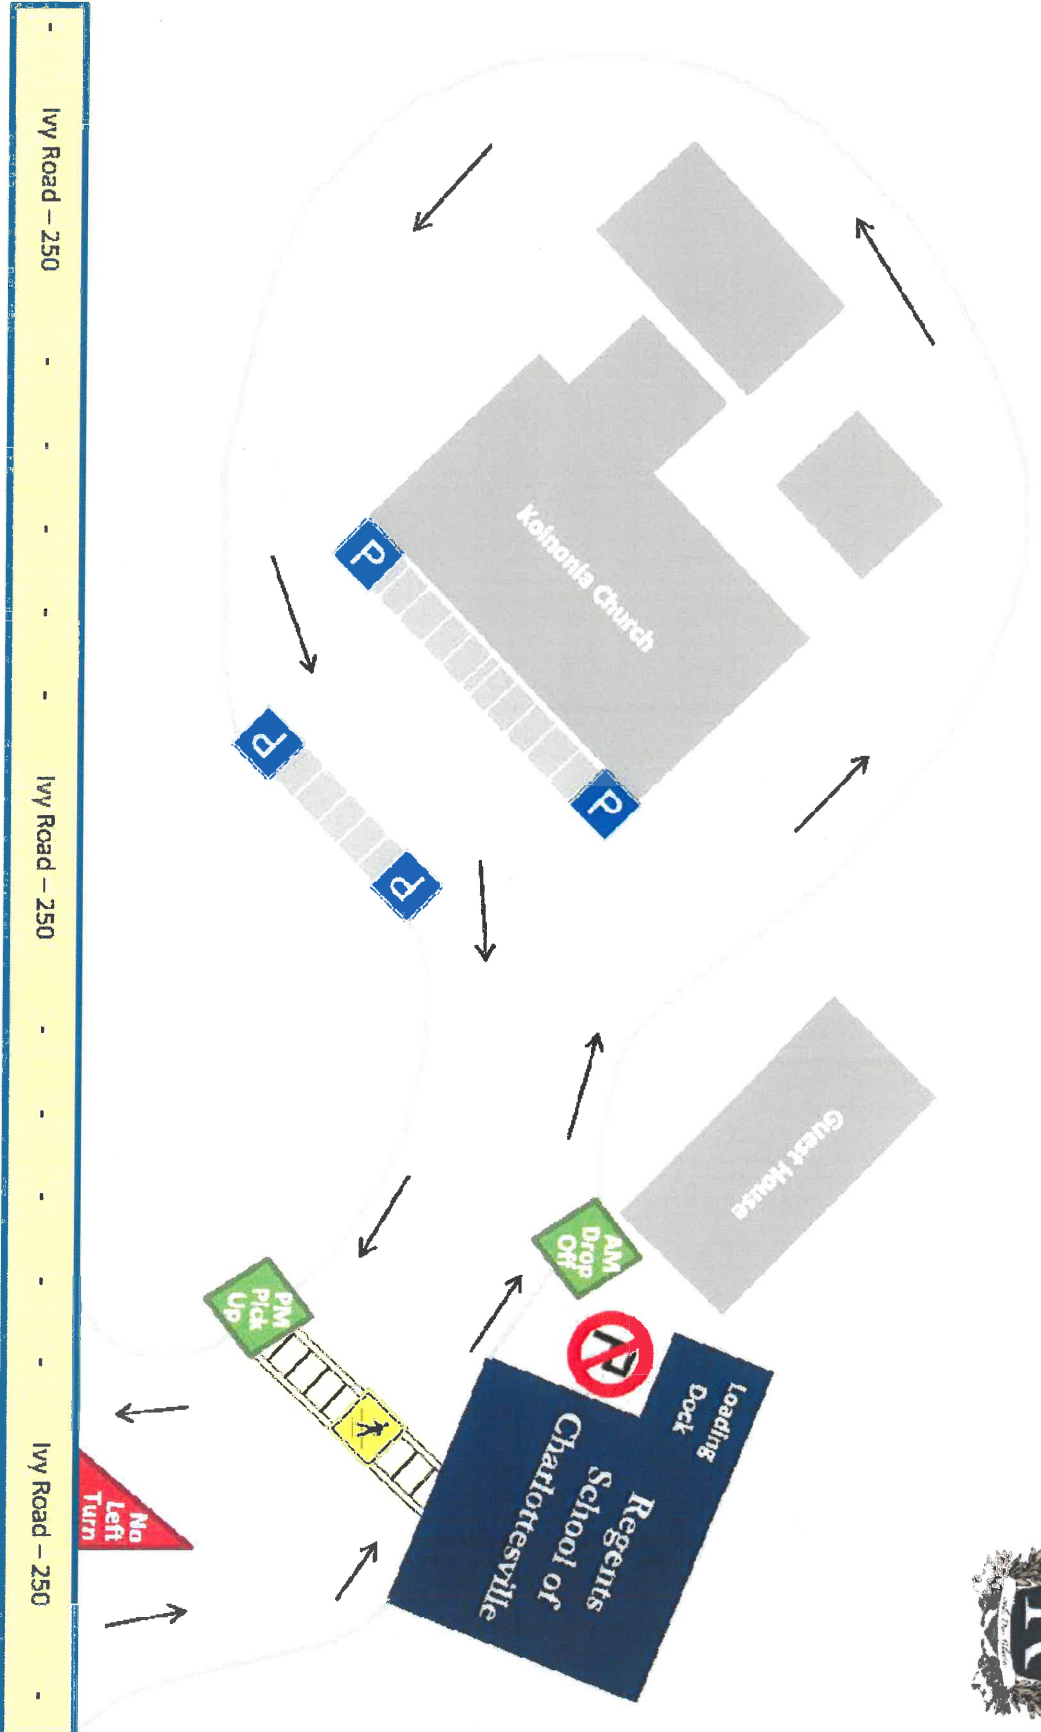 - Ivy Road – 250 - - - - - Ivy Road – 250 - - - - - Ivy Road – 250 -
Koinonia Church
P
P
P
P
Guest House
AM
Drop
Off
PM
Pick
Up
P
Loading
Dock
Regents
School of
Charlottesville
No
Left
Turn
R